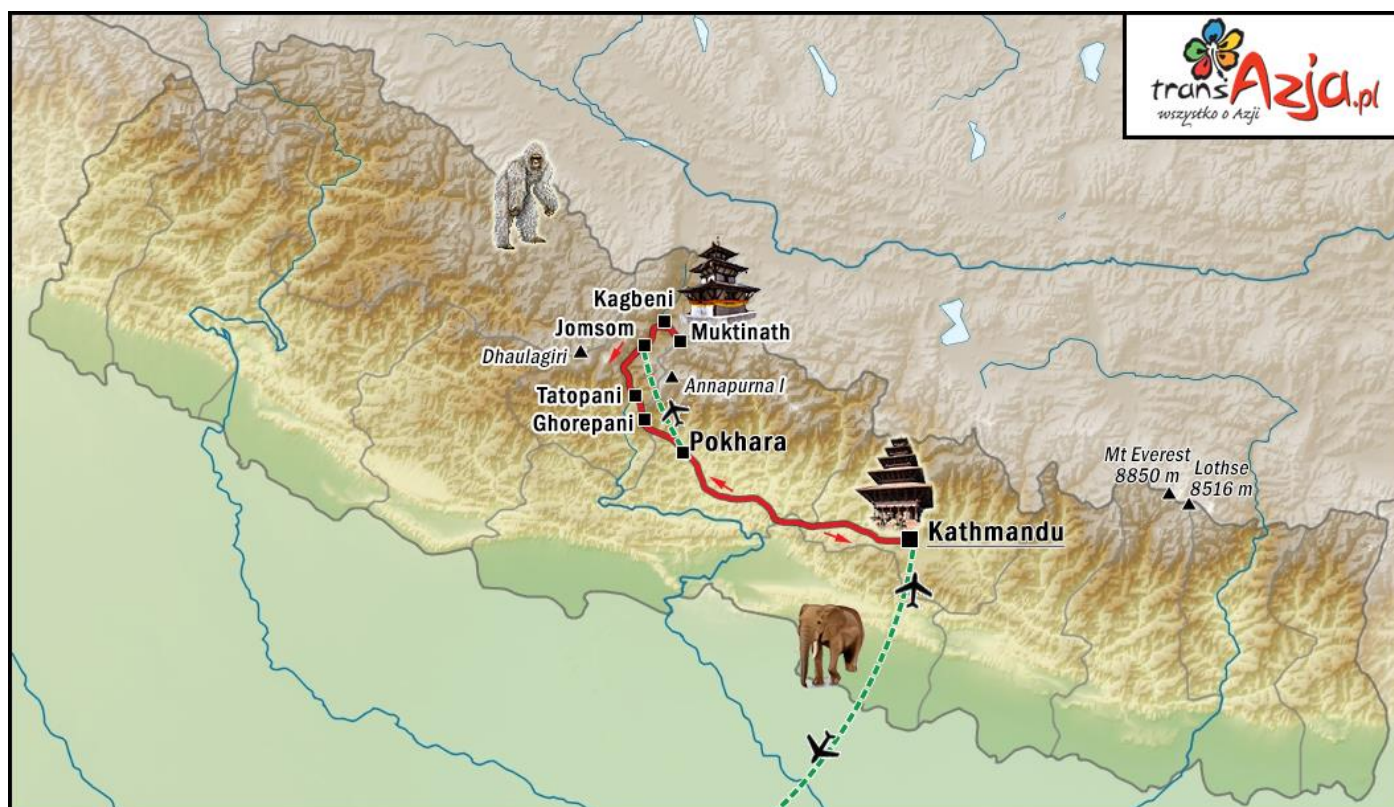 trans Azja.pl
wszystko o Azji
Kagbeni
Jomsom
Muktinath
Dhaulagiri
Annapurna I
Tatopani
Ghorepani
Pokhara
Mt Everest
8850 m
Lothse
8516 m
Kathmandu